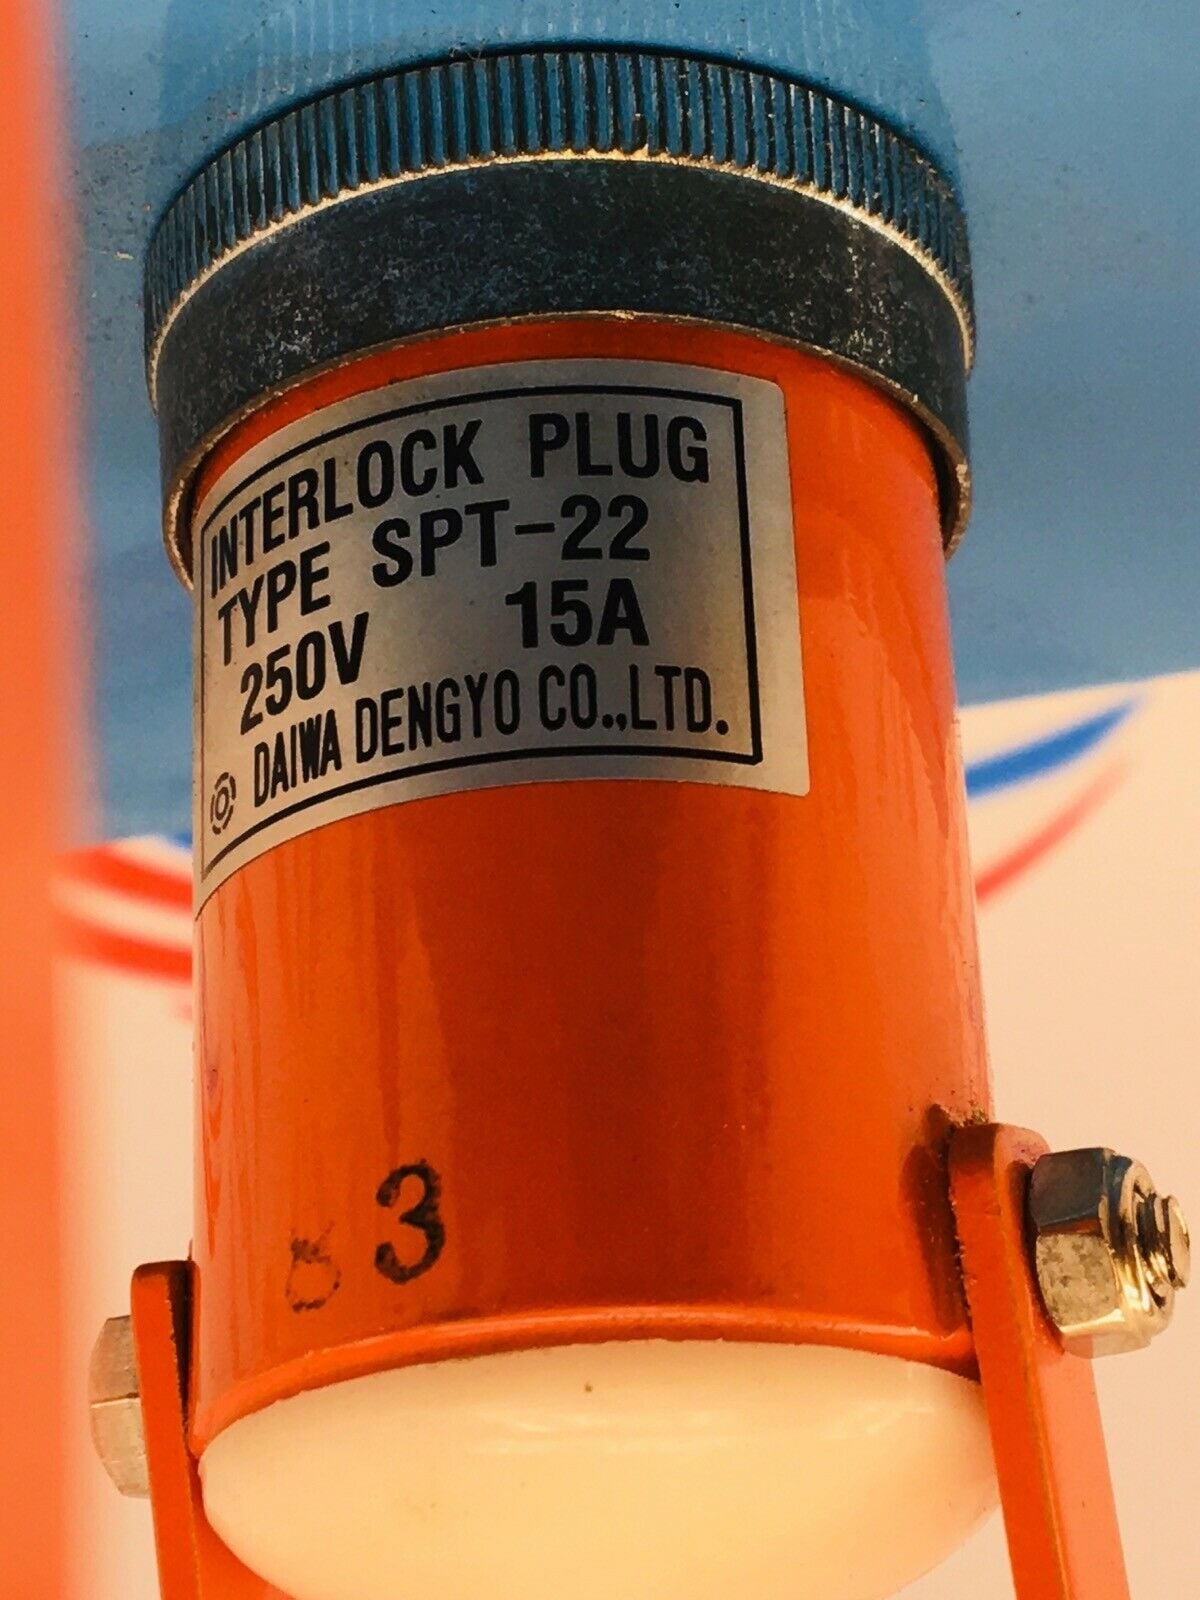 INTERLOCK PLUG
TYPE SPT-22
250V 15A
DAIWA DENGYO CO.,LTD.
3